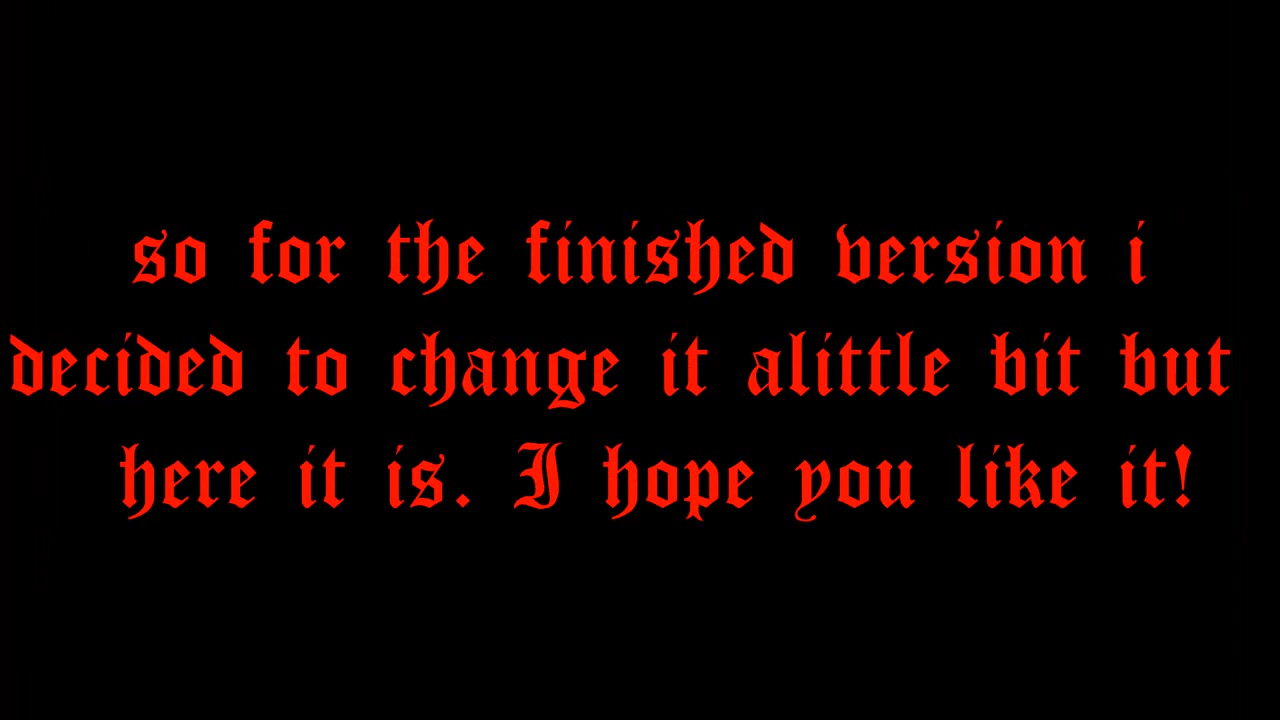 so for the finished version i
decided to change it alittle bit but
here it is. I hope you like it!